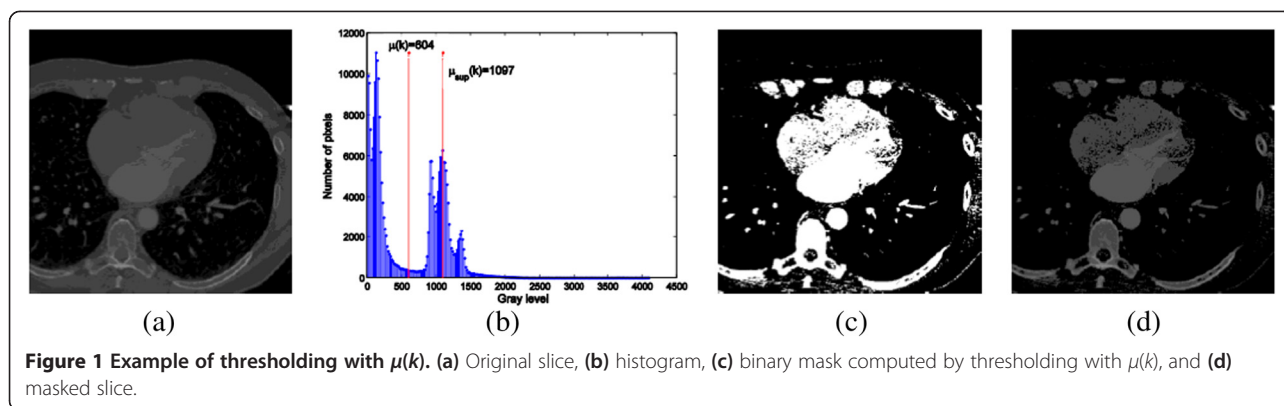 μ(k)=604
μsup(k)=1097
12000
10000
8000
6000
4000
2000
0
Number of pixels
0 500 1000 1500 2000 2500 3000 3500 4000 4500
Gray level
(a) (b) (c) (d)
Figure 1 Example of thresholding with μ(k). (a) Original slice, (b) histogram, (c) binary mask computed by thresholding with μ(k), and (d)
masked slice.